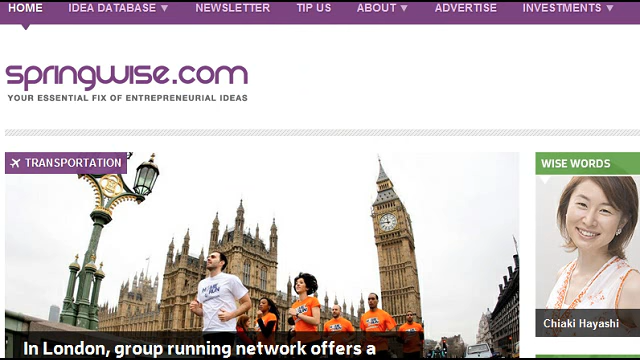 HOME IDEA DATABASE NEWSLETTER TIP US ABOUT ADVERTISE INVESTMENTS
springwise.com
YOUR ESSENTIAL FIX OF ENTREPRENEURIAL IDEAS
TRANSPORTATION
WISE WORDS
Chiaki Hayashi
In London, group running network offers a